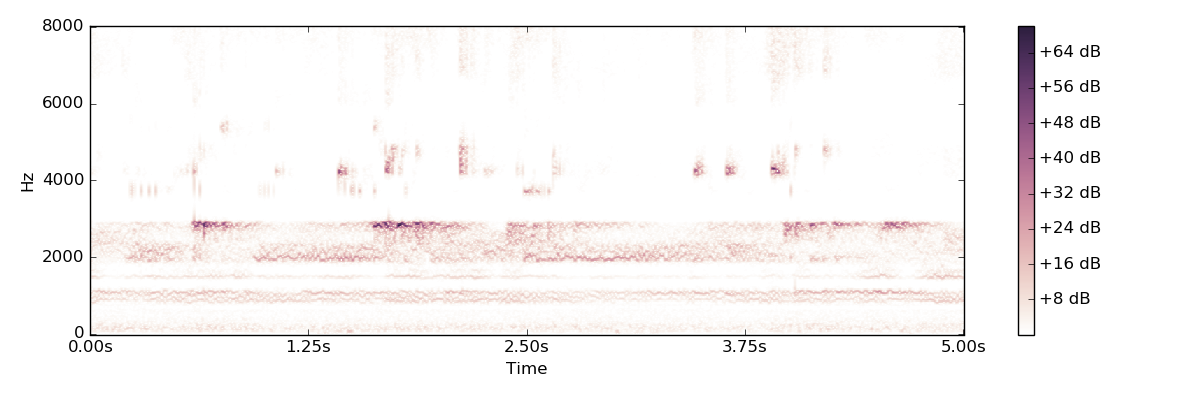 8000
6000
4000
2000
0
Hz
0.00s
1.25s
2.50s
3.75s
5.00s
Time
+64 dB
+56 dB
+48 dB
+40 dB
+32 dB
+24 dB
+16 dB
+8 dB